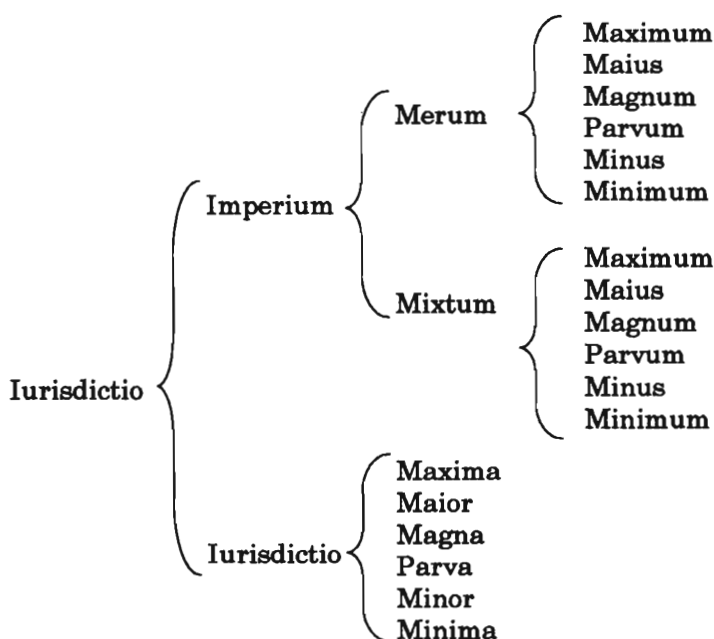 Maximum
Maius
Magnum
Parvum
Minus
Minimum
Merum
Imperium
Mixtum
Maximum
Maius
Magnum
Parvum
Minus
Minimum
Iurisdictio
Iurisdictio
Maxima
Maior
Magna
Parva
Minor
Minima